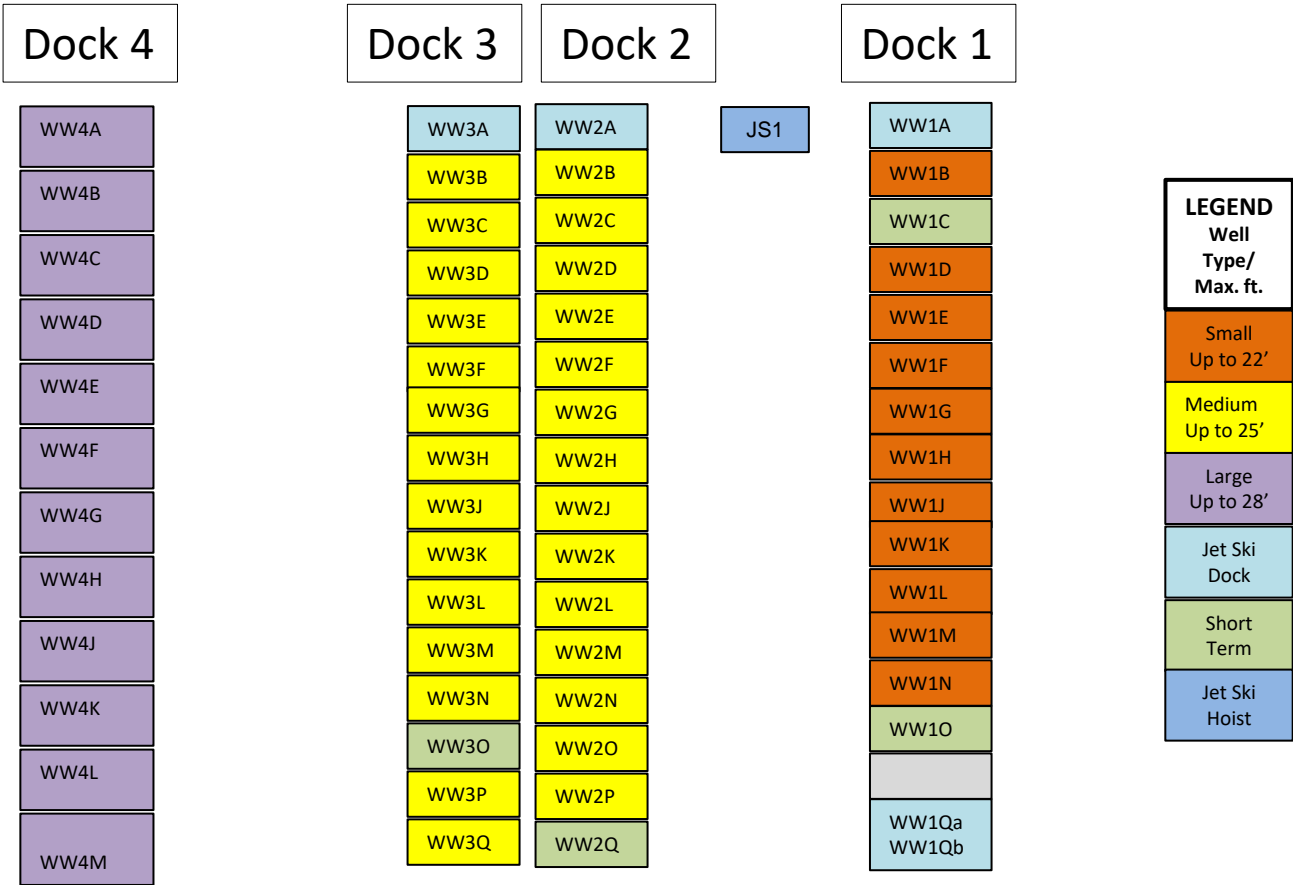 Dock 4
Dock 3
Dock 2
Dock 1
WW4A
WW4B
WW4C
WW4D
WW4E
WW4F
WW4G
WW4H
WW4J
WW4K
WW4L
WW4M
WW3A
WW3B
WW3C
WW3D
WW3E
WW3F
WW3G
WW3H
WW3J
WW3K
WW3L
WW3M
WW3N
WW3O
WW3P
WW3Q
WW2A
WW2B
WW2C
WW2D
WW2E
WW2F
WW2G
WW2H
WW2J
WW2K
WW2L
WW2M
WW2N
WW2O
WW2P
WW2Q
JS1
WW1A
WW1B
WW1C
WW1D
WW1E
WW1F
WW1G
WW1H
WW1J
WW1K
WW1L
WW1M
WW1N
WW1O
WW1Qa
WW1Qb
LEGEND
Well
Type/
Max. ft.
Small
Up to 22’
Medium
Up to 25’
Large
Up to 28’
Jet Ski
Dock
Short
Term
Jet Ski
Hoist